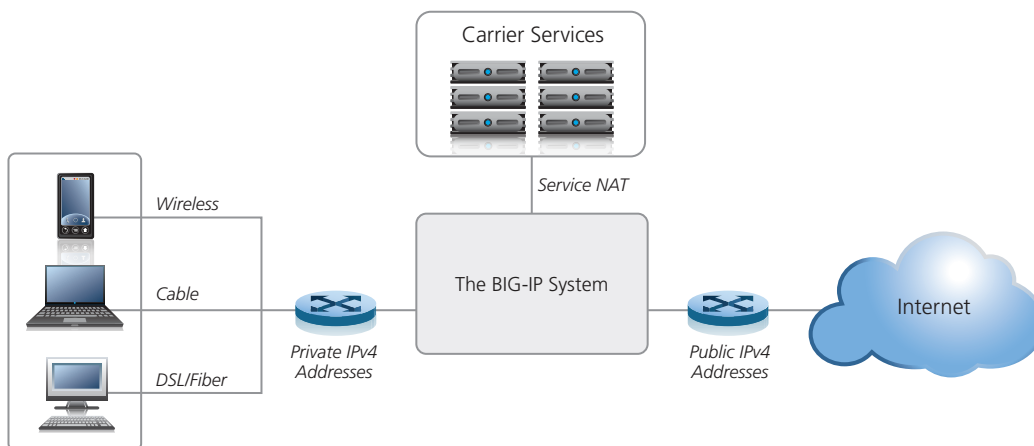 Carrier Services
Service NAT
Wireless
Cable
DSL/Fiber
Private IPv4
Addresses
The BIG-IP System
Public IPv4
Addresses
Internet